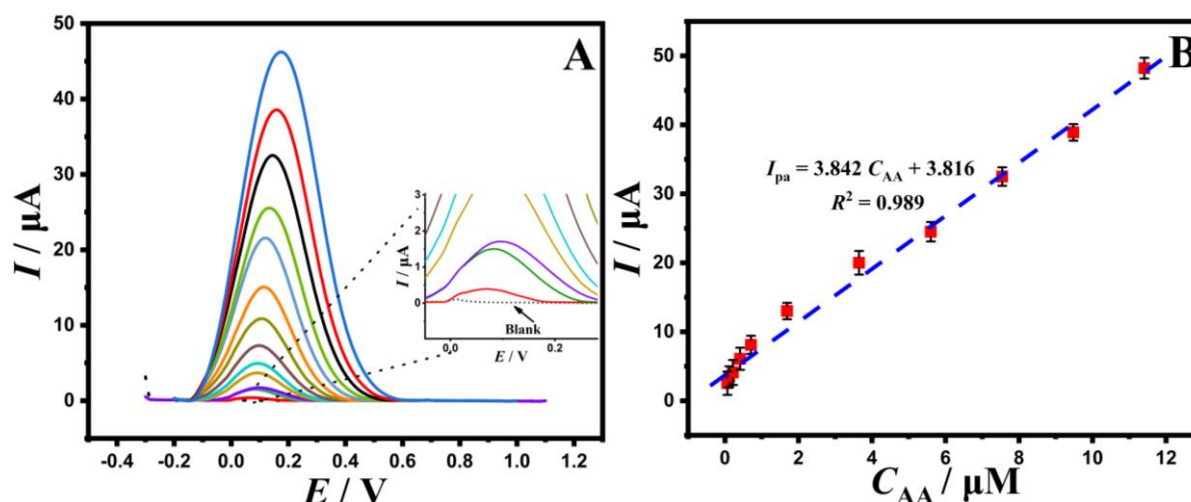 A
50
40
30
20
10
0
I / µA
-0.4 -0.2 0.0 0.2 0.4 0.6 0.8 1.0 1.2
E / V
3
2
1
0
I / µA
Blank
0.0 0.2
E / V
B
50
40
30
20
10
0
I / µA
Ipa = 3.842 CAA + 3.816
R² = 0.989
0 2 4 6 8 10 12
CAA / µM